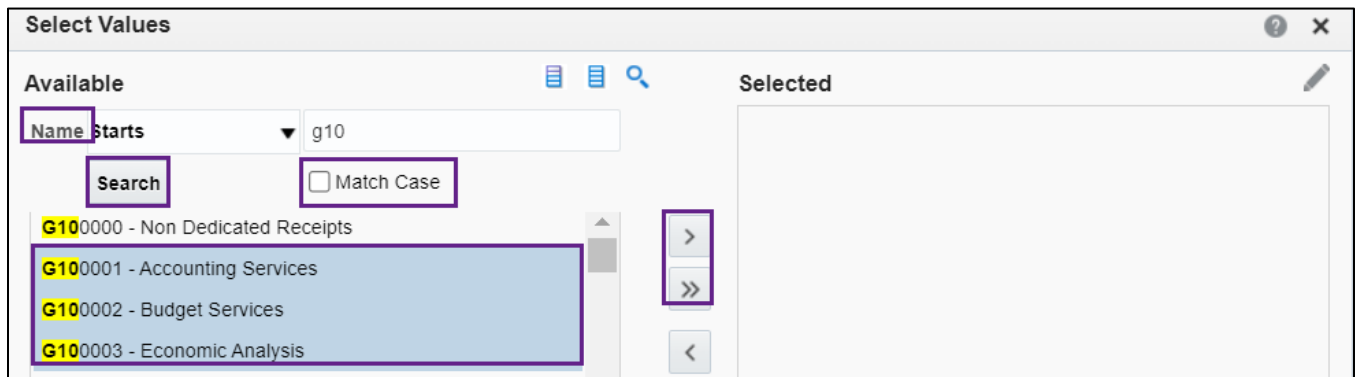 Select Values
Available
Selected
Name Starts g10
Search Match Case
G100000 - Non Dedicated Receipts
G100001 - Accounting Services
G100002 - Budget Services
G100003 - Economic Analysis